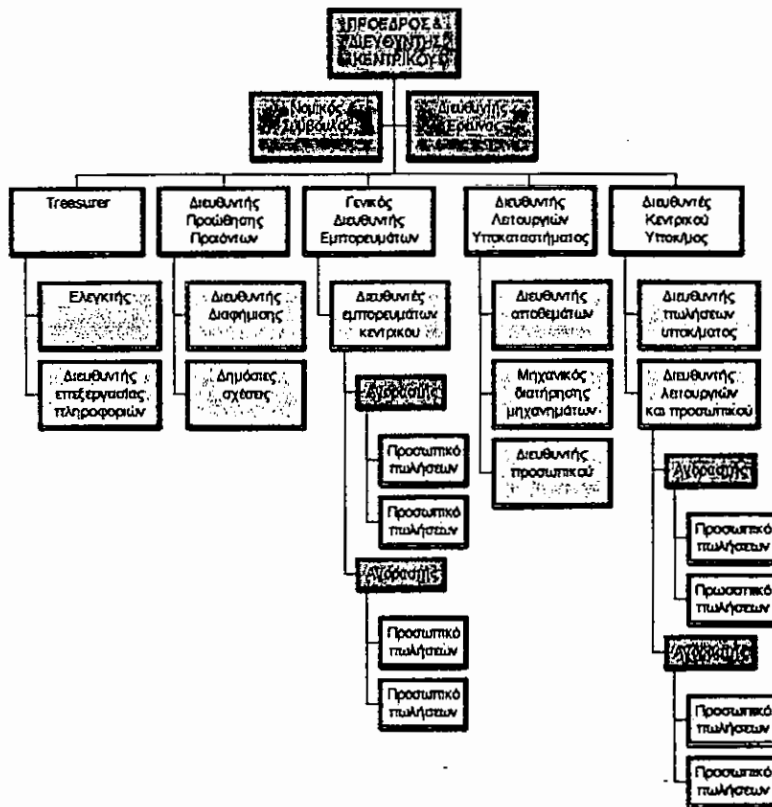 ΠΡΟΕΔΡΟΣ &
ΔΙΕΥΘΥΝΤΗΣ
ΚΕΝΤΡΙΚΟΥ
Νομικός
Σύμβουλος
Διευθυντής
Έρευνας
Treesurer
Διευθυντής
Προώθησης
Προιόντων
Γενικός
Διευθυντής
Εμπορευμάτων
Διευθυντής
Λειτουργιών
Υποκαταστήματος
Διευθυντές
Κεντρικού
Υποκ/μος
Ελεγκτής
Διευθυντής
επεξεργασίας
πληροφοριών
Διευθυντής
Διαφήμισης
Δημόσιες
σχέσεις
Διευθυντές
εμπορευμάτων
κεντρικου
Αγοραστής
Προσωπικό
πωλήσεων
Προσωπικό
πωλήσεων
Αγοραστής
Προσωπικό
πωλήσεων
Προσωπικό
πωλήσεων
Διευθυντής
αποθεμάτων
Μηχανικός
διατήρησης
μηχανημάτων
Διευθυντής
προσωπικού
Διευθυντής
πωλήσεων
υποκ/ματος
Διευθυντής
λειτουργιών
και προσωπικού
Αγοραστής
Προσωπικό
πωλήσεων
Πρωσοπικό
πωλήσεων
Αγοραστής
Προσωπικό
πωλήσεων
Προσωπικό
πωλήσεων